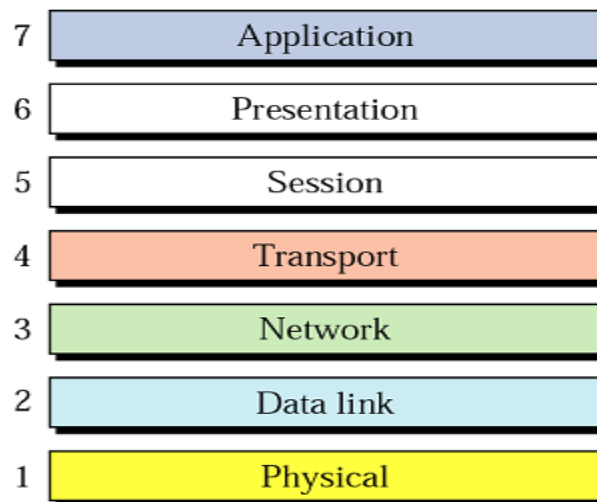 7 Application
6 Presentation
5 Session
4 Transport
3 Network
2 Data link
1 Physical